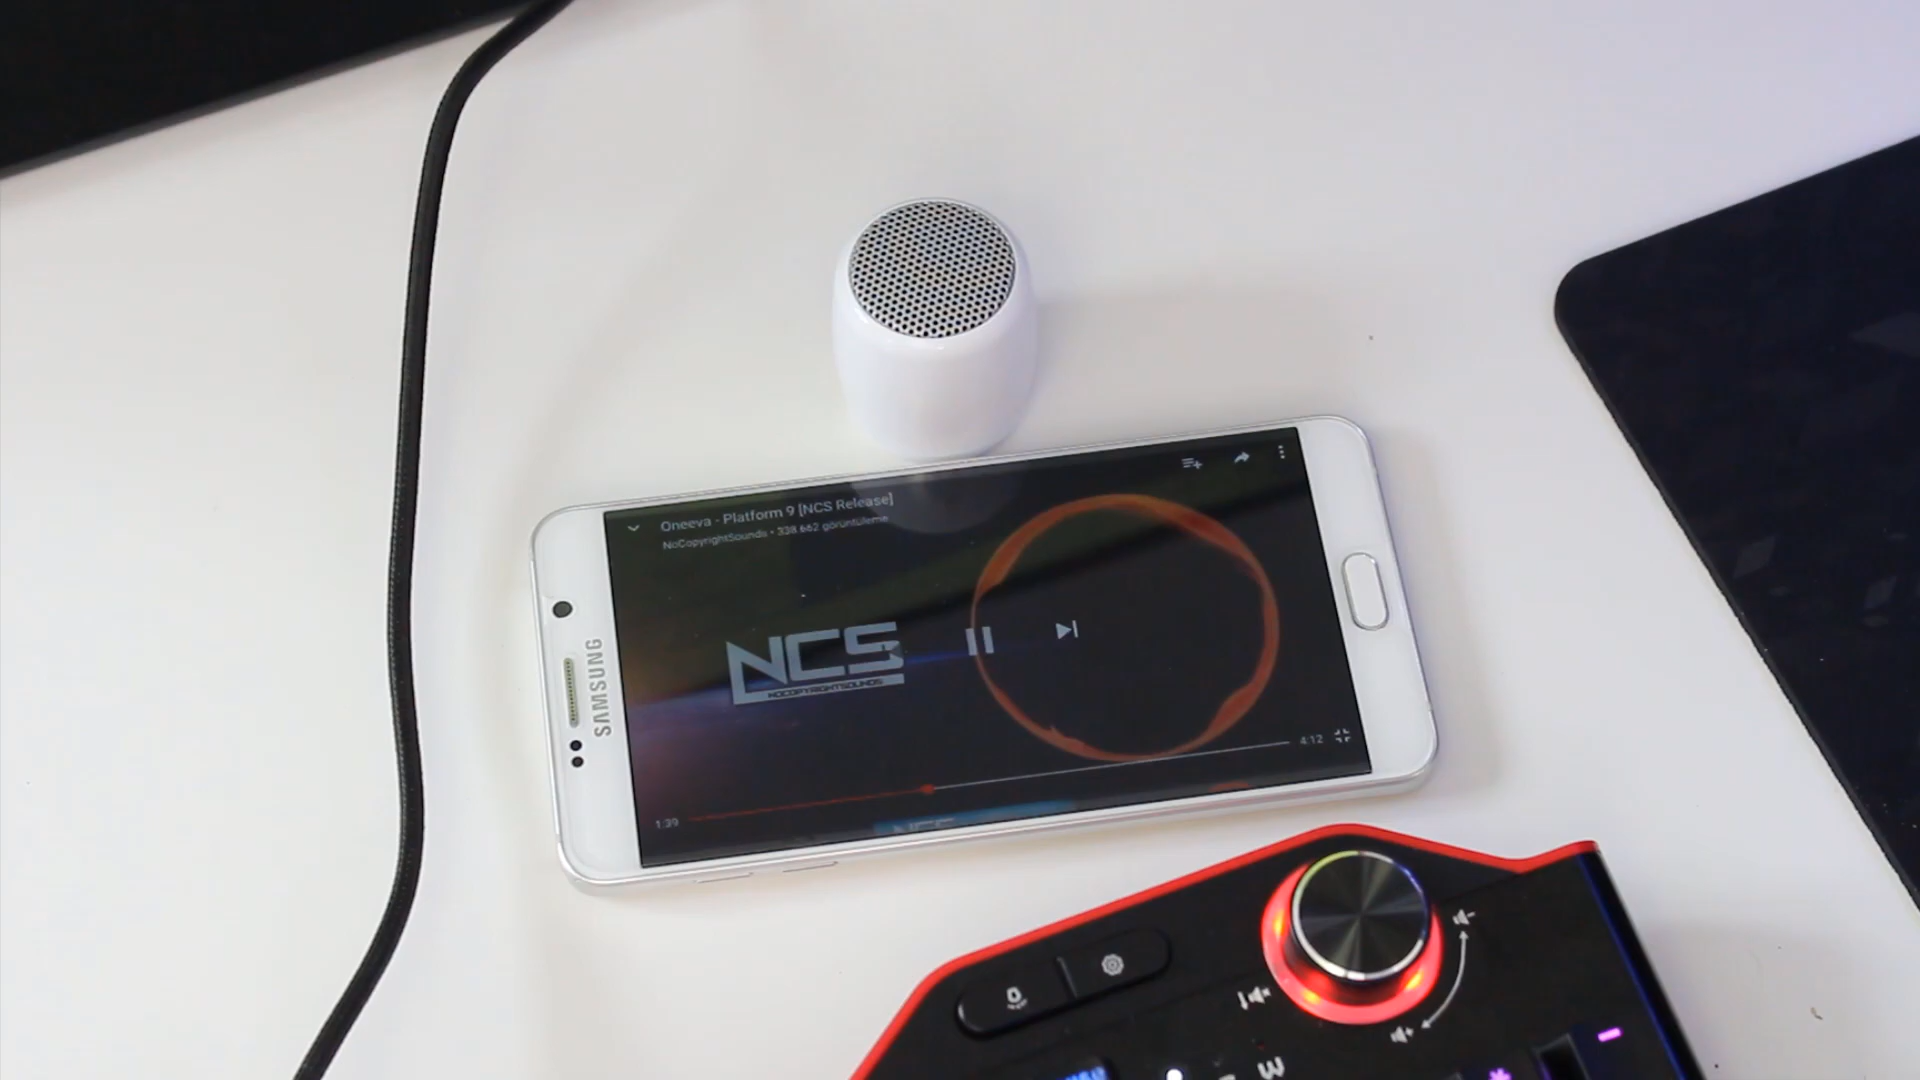 Oneeva - Platform 9 [NCS Release]
NoCopyrightSounds • 338.662 görüntüleme
NCS
NOCOPYRIGHTSOUNDS
SAMSUNG
4:12
1:39